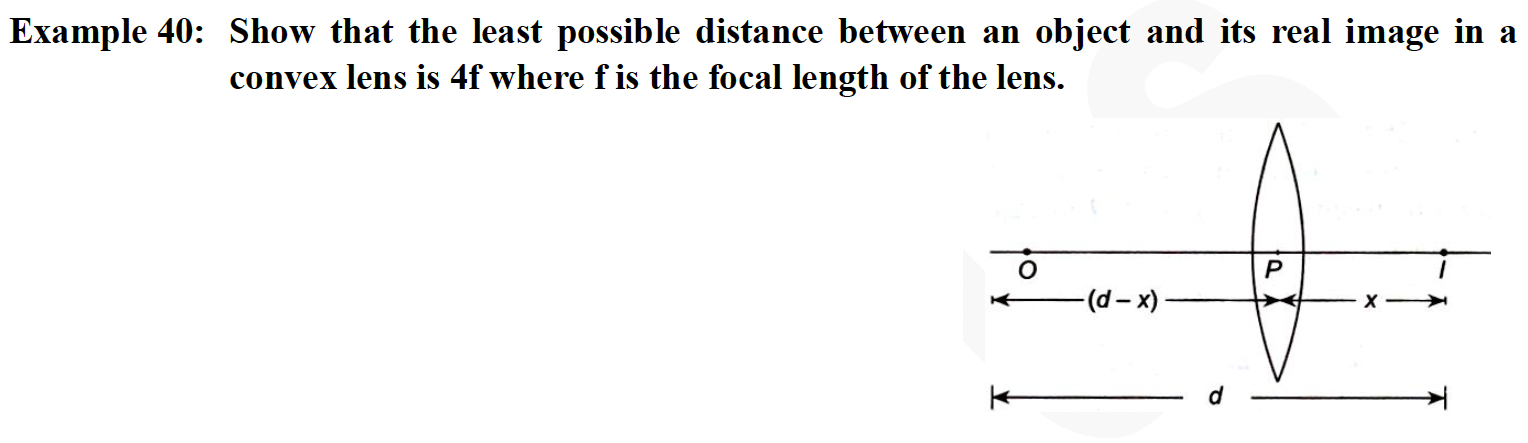 Example 40: Show that the least possible distance between an object and its real image in a
convex lens is 4f where f is the focal length of the lens.
O P I
(d – x) x
d